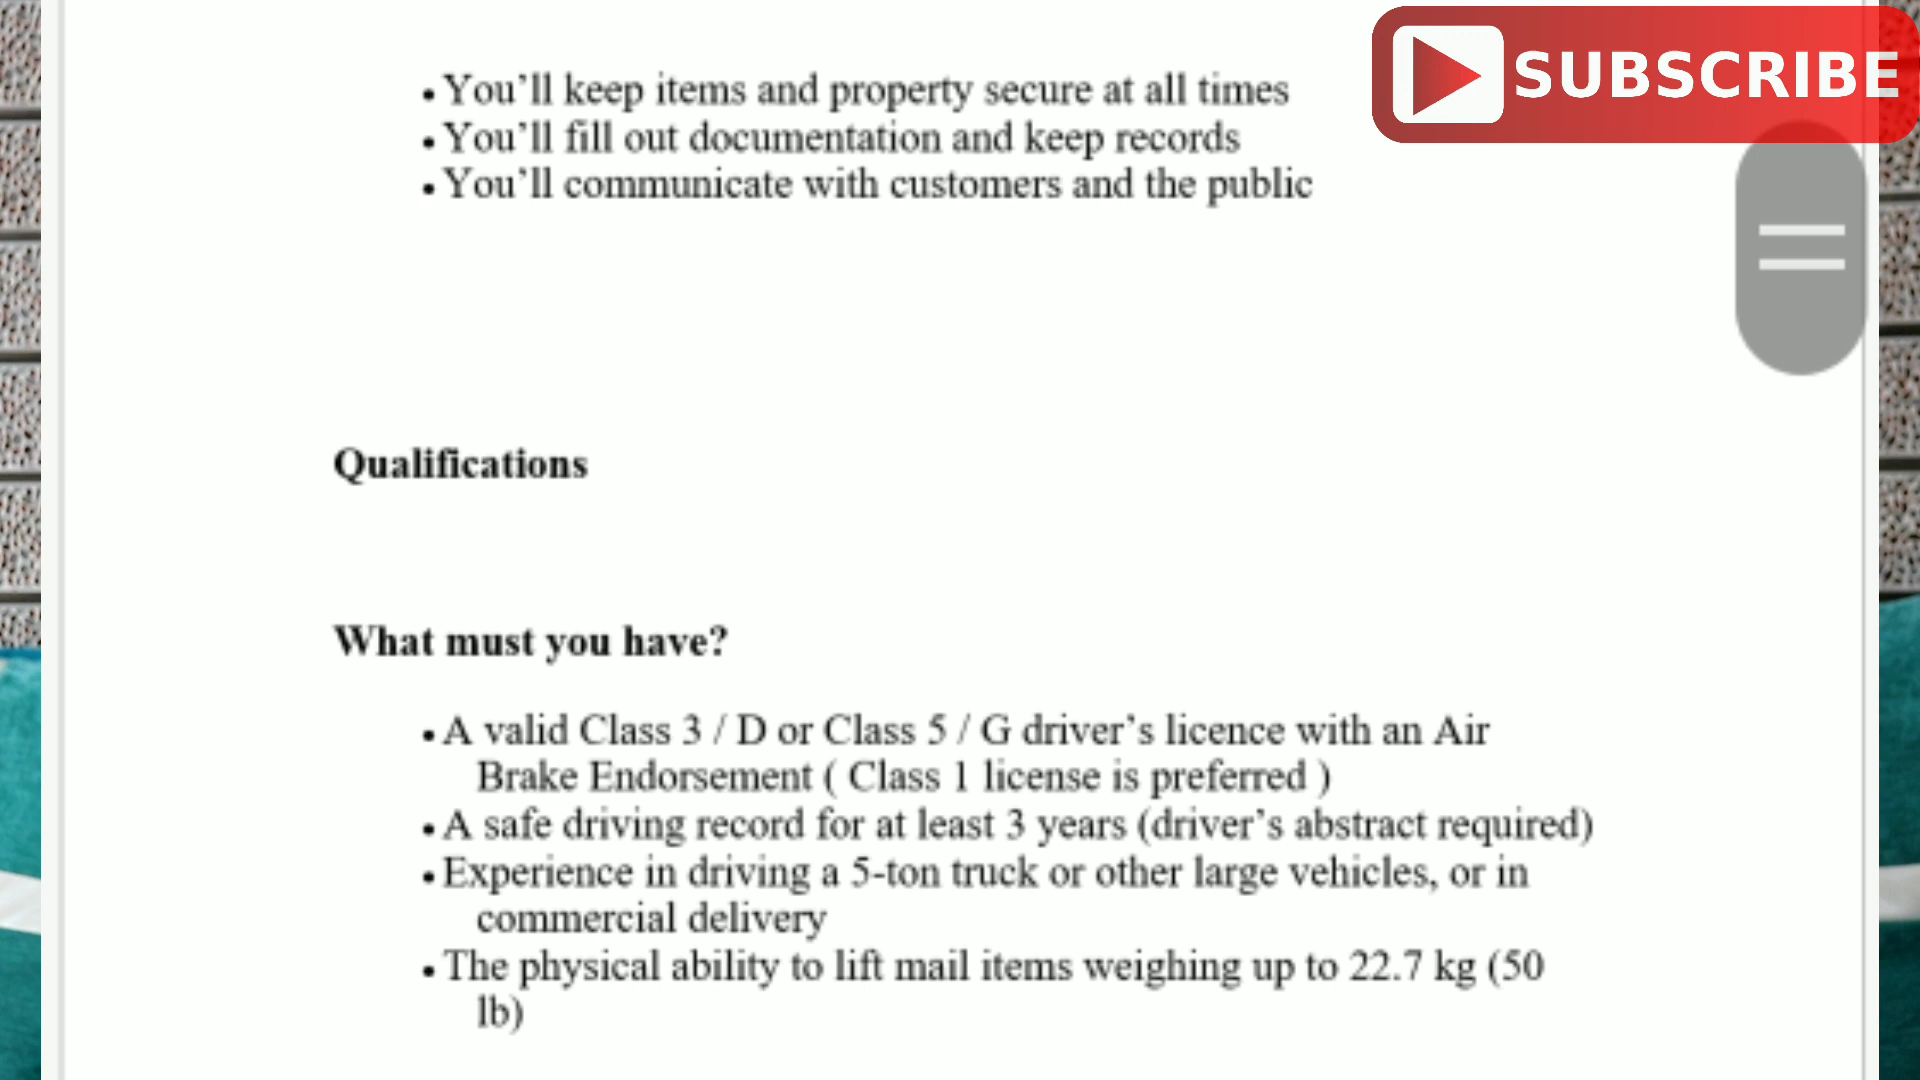 SUBSCRIBE
• You’ll keep items and property secure at all times
• You’ll fill out documentation and keep records
• You’ll communicate with customers and the public
Qualifications
What must you have?
• A valid Class 3 / D or Class 5 / G driver’s licence with an Air
Brake Endorsement ( Class 1 license is preferred )
• A safe driving record for at least 3 years (driver’s abstract required)
• Experience in driving a 5-ton truck or other large vehicles, or in
commercial delivery
• The physical ability to lift mail items weighing up to 22.7 kg (50
lb)